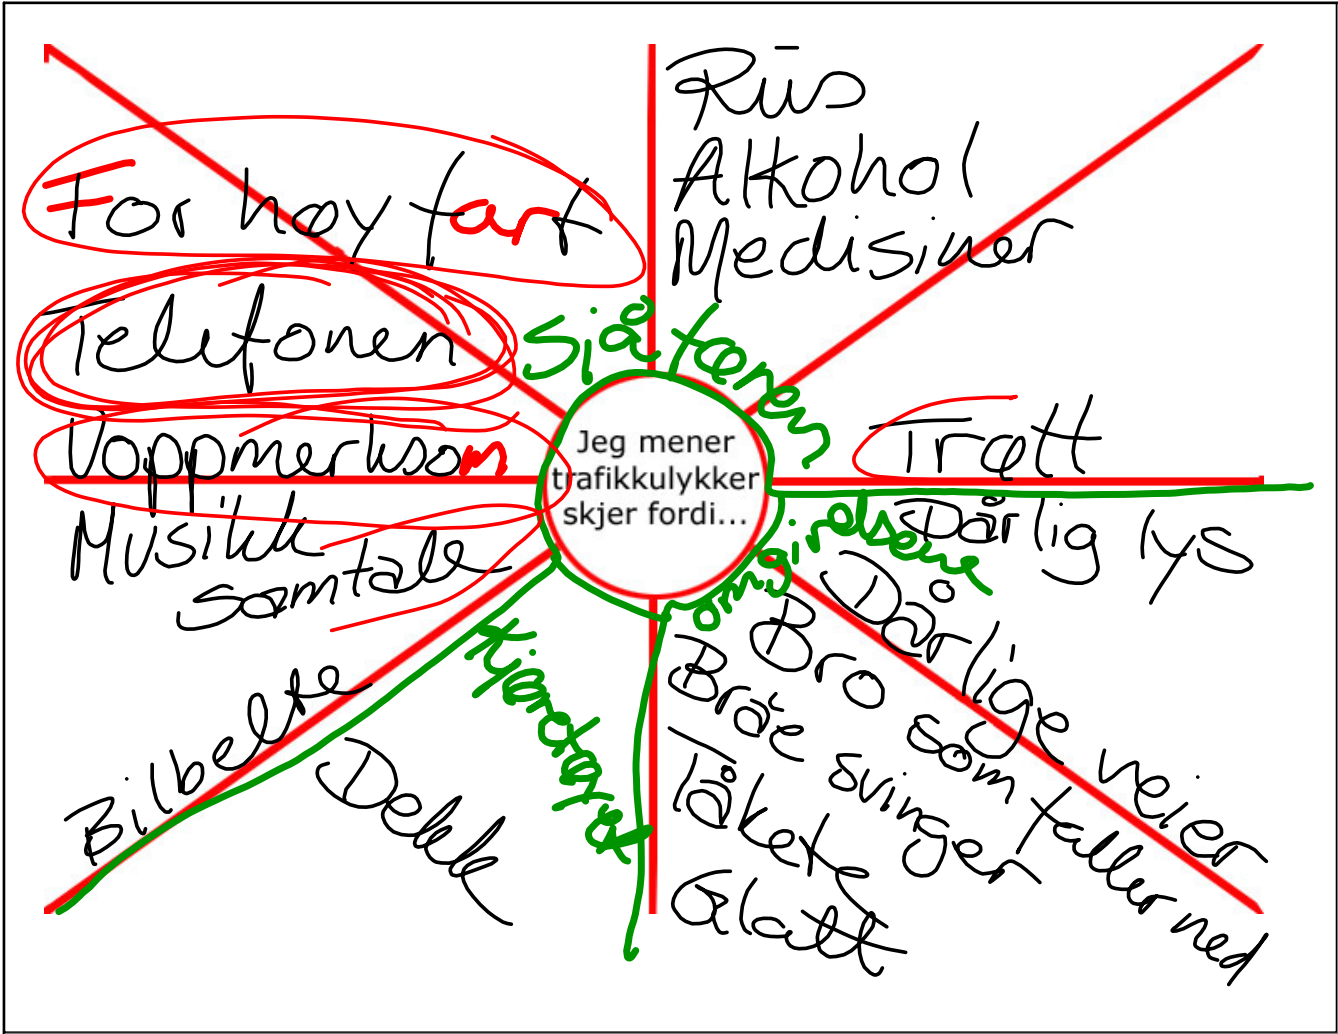 Rus
Alkohol
Medisiner
For høy fart
Telefonen
Uoppmerksom
Musikk
samtale
Sjåføren
Jeg mener
trafikkulykker
skjer fordi...
Trøtt
Dårlig lys
omgivelsene
Dårlige veier
Bro som faller ned
Bråe svinger
Tåkete
Glatt
Kjøretøyet
Bilbelte
Dekk